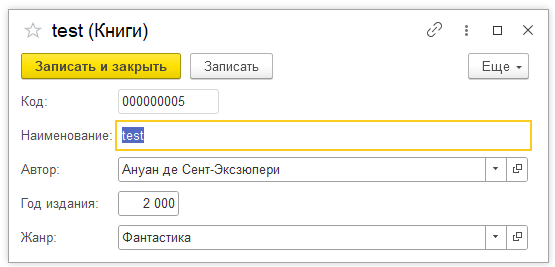 test (Книги)
Записать и закрыть Записать Еще
Код: 000000005
Наименование: test
Автор: Ануан де Сент-Эксзюпери
Год издания: 2 000
Жанр: Фантастика